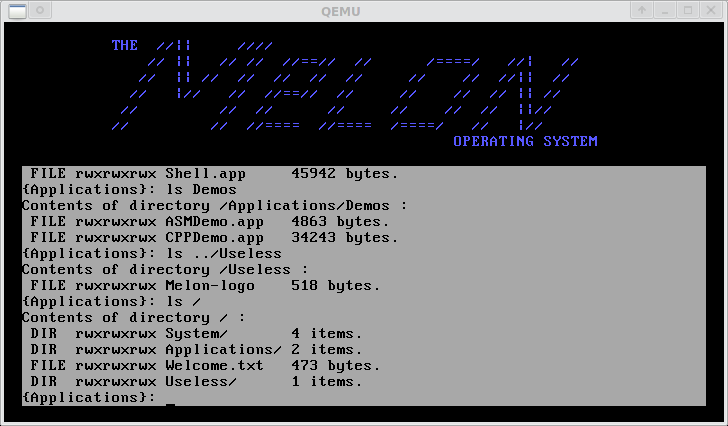 QEMU
THE
MELON
OPERATING SYSTEM
FILE rwxrwxrwx Shell.app 45942 bytes.
{Applications}: ls Demos
Contents of directory /Applications/Demos :
FILE rwxrwxrwx ASMDemo.app 4863 bytes.
FILE rwxrwxrwx CPPDemo.app 34243 bytes.
{Applications}: ls ../Useless
Contents of directory /Useless :
FILE rwxrwxrwx Melon-logo 518 bytes.
{Applications}: ls /
Contents of directory / :
DIR rwxrwxrwx System/ 4 items.
DIR rwxrwxrwx Applications/ 2 items.
FILE rwxrwxrwx Welcome.txt 473 bytes.
DIR rwxrwxrwx Useless/ 1 items.
{Applications}: _